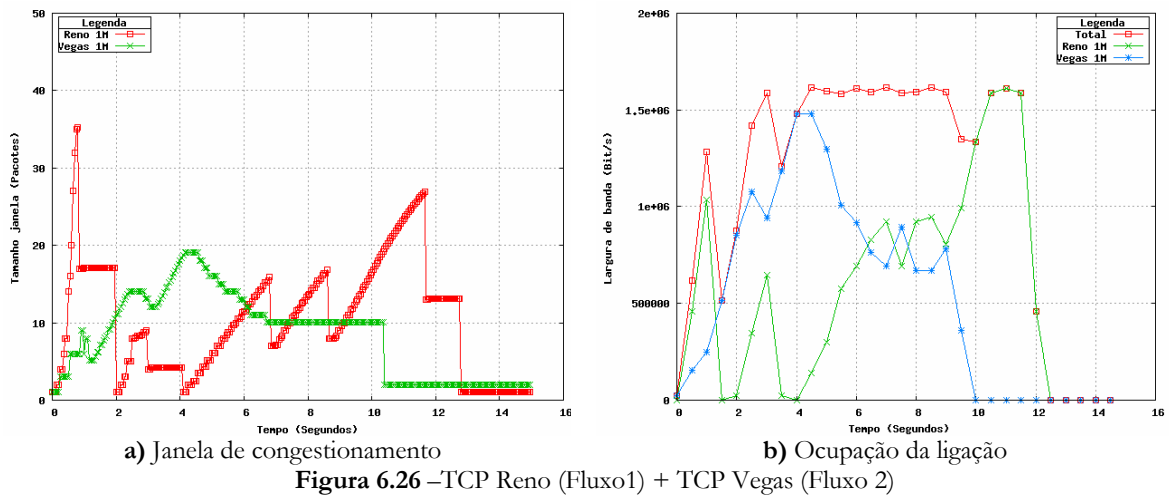 50
40
30
20
10
0
Tamanho janela (Pacotes)
Legenda
Reno 1M
Vegas 1M
0 2 4 6 8 10 12 14 16
Tempo (Segundos)
a) Janela de congestionamento
2e+06
1.5e+06
1e+06
500000
0
Largura de banda (Bit/s)
Legenda
Total
Reno 1M
Vegas 1M
0 2 4 6 8 10 12 14 16
Tempo (Segundos)
b) Ocupação da ligação
Figura 6.26 –TCP Reno (Fluxo1) + TCP Vegas (Fluxo 2)